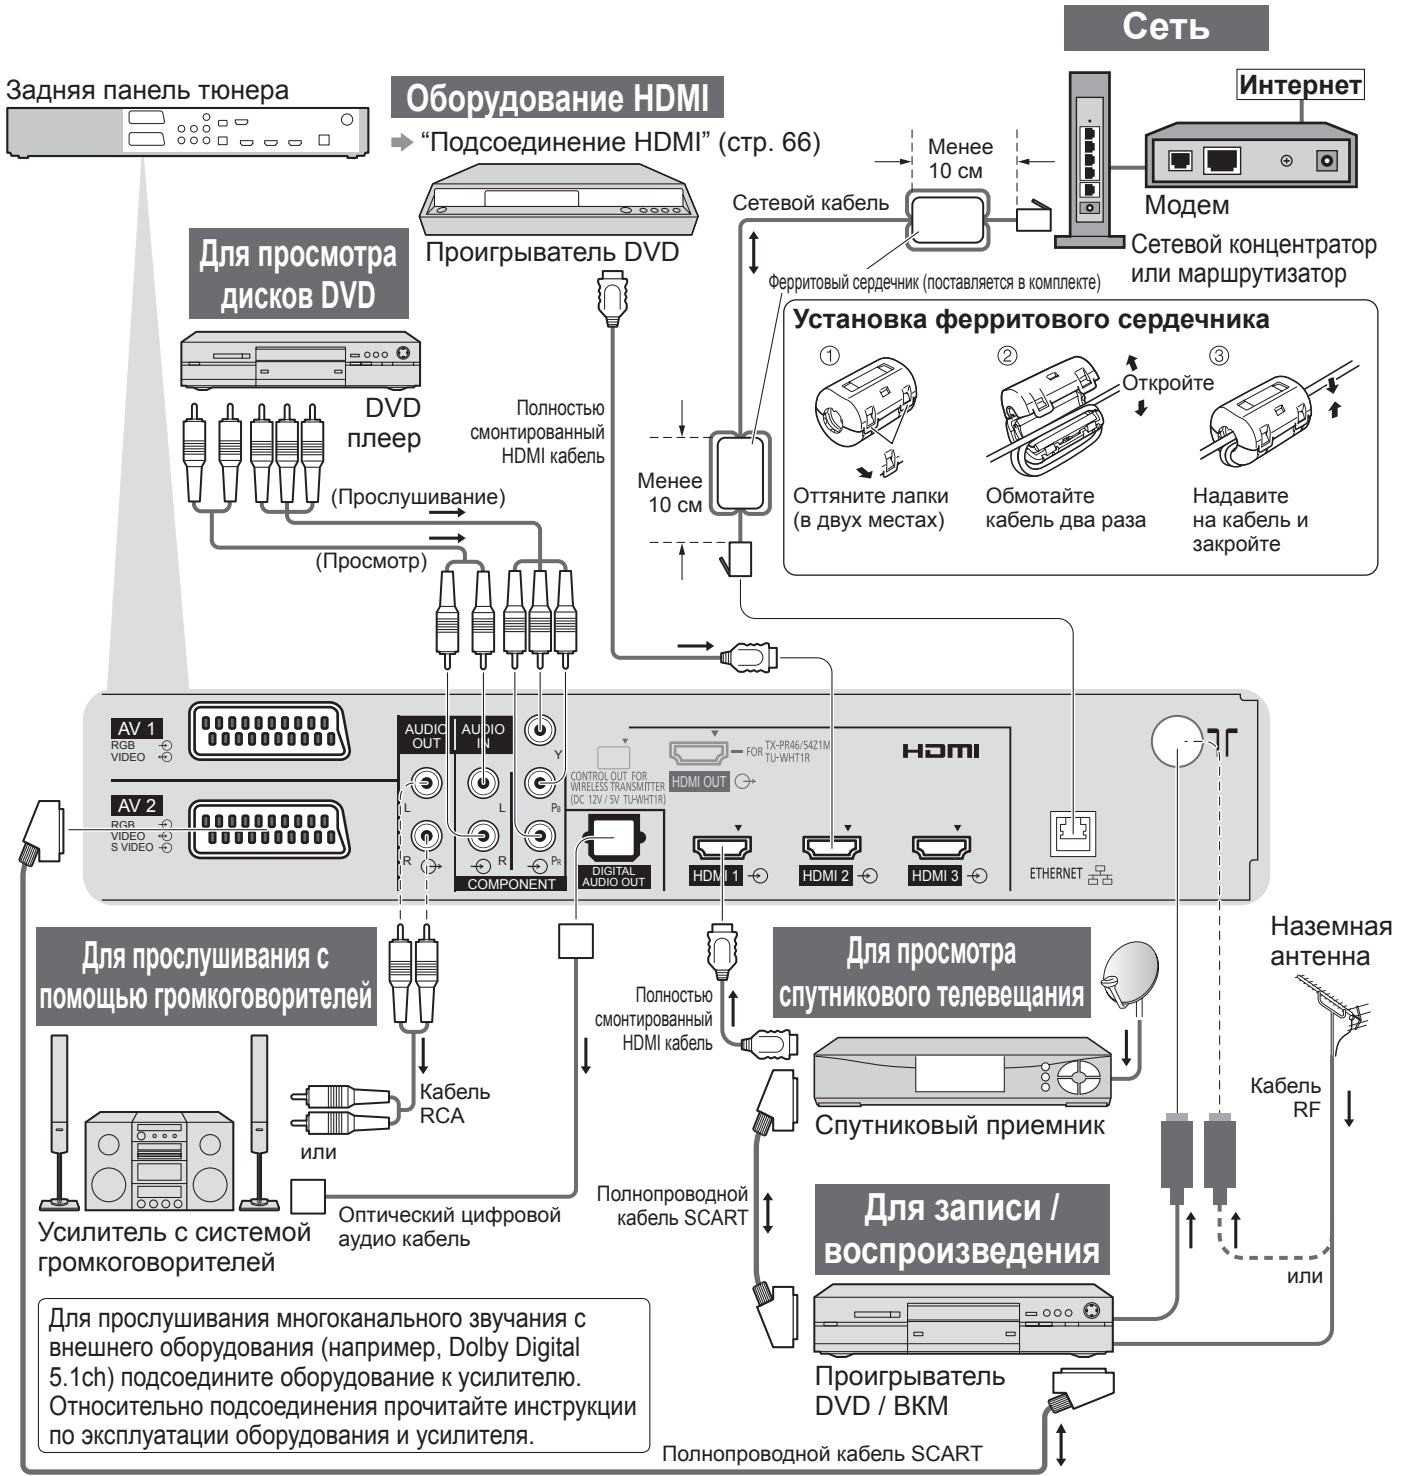 Сеть
Задняя панель тюнера
Оборудование HDMI
Интернет
“Подсоединение HDMI” (стр. 66)
Менее
10 см
Сетевой кабель
Модем
Для просмотра
дисков DVD
Проигрыватель DVD
Сетевой концентратор
или маршрутизатор
Ферритовый сердечник (поставляется в комплекте)
Установка ферритового сердечника
①
②
③
Откройте
DVD
плеер
Полностью
смонтированный
HDMI кабель
Менее
10 см
Оттяните лапки
(в двух местах)
Обмотайте
кабель два раза
Надавите
на кабель и
закройте
(Прослушивание)
(Просмотр)
AV 1
RGB
VIDEO
AUDIO
OUT
AUDIO
IN
Y
L
L
PB
R
R
PR
COMPONENT
CONTROL OUT FOR
WIRELESS TRANSMITTER
(DC 12V / 5V TU-WHT1R)
FOR TX-PR46/54Z1M
TU-WHT1R
HDMI OUT
HDMI
AV 2
RGB
VIDEO
S VIDEO
DIGITAL
AUDIO OUT
HDMI 1
HDMI 2
HDMI 3
ETHERNET
Для прослушивания с
помощью громкоговорителей
Для просмотра
спутникового телевещания
Наземная
антенна
Полностью
смонтированный
HDMI кабель
Кабель
RCA
или
Спутниковый приемник
Кабель
RF
Усилитель с системой
громкоговорителей
Оптический цифровой
аудио кабель
Полнопроводной
кабель SCART
Для записи /
воспроизведения
или
Для прослушивания многоканального звучания с
внешнего оборудования (например, Dolby Digital
5.1ch) подсоедините оборудование к усилителю.
Относительно подсоединения прочитайте инструкции
по эксплуатации оборудования и усилителя.
Проигрыватель
DVD / ВКМ
Полнопроводной кабель SCART